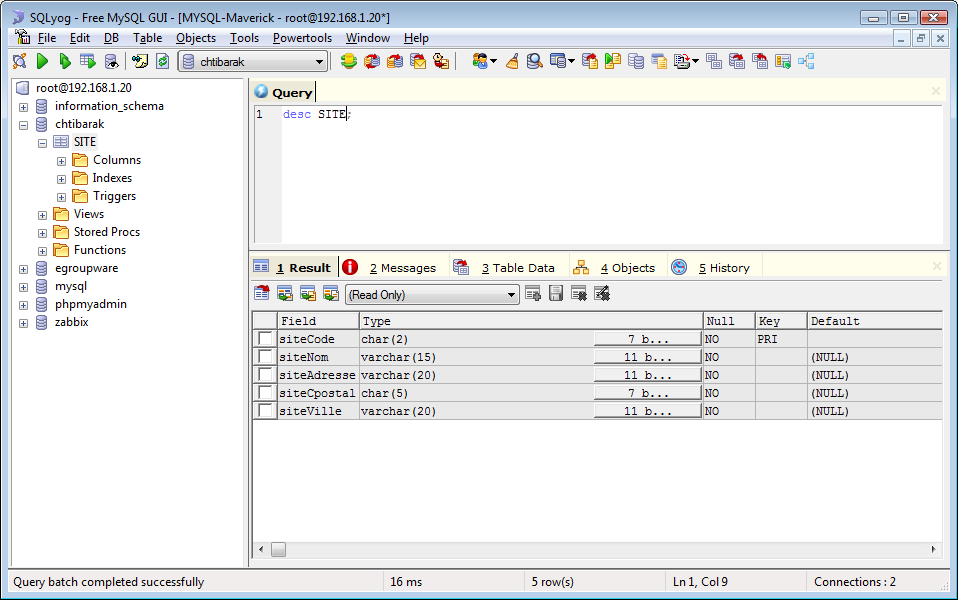 SQLyog - Free MySQL GUI - [MYSQL-Maverick - root@192.168.1.20*]
File Edit DB Table Objects Tools Powertools Window Help
chtibarak
root@192.168.1.20
information_schema
chtibarak
SITE
Columns
Indexes
Triggers
Views
Stored Procs
Functions
egroupware
mysql
phpmyadmin
zabbix
Query
1 desc SITE;
1 Result 2 Messages 3 Table Data 4 Objects 5 History
(Read Only)
Field Type Null Key Default
siteCode char(2) 7 b... NO PRI
siteNom varchar(15) 11 b... NO (NULL)
siteAdresse varchar(20) 11 b... NO (NULL)
siteCpostal char(5) 7 b... NO (NULL)
siteVille varchar(20) 11 b... NO (NULL)
Query batch completed successfully 16 ms 5 row(s) Ln 1, Col 9 Connections : 2